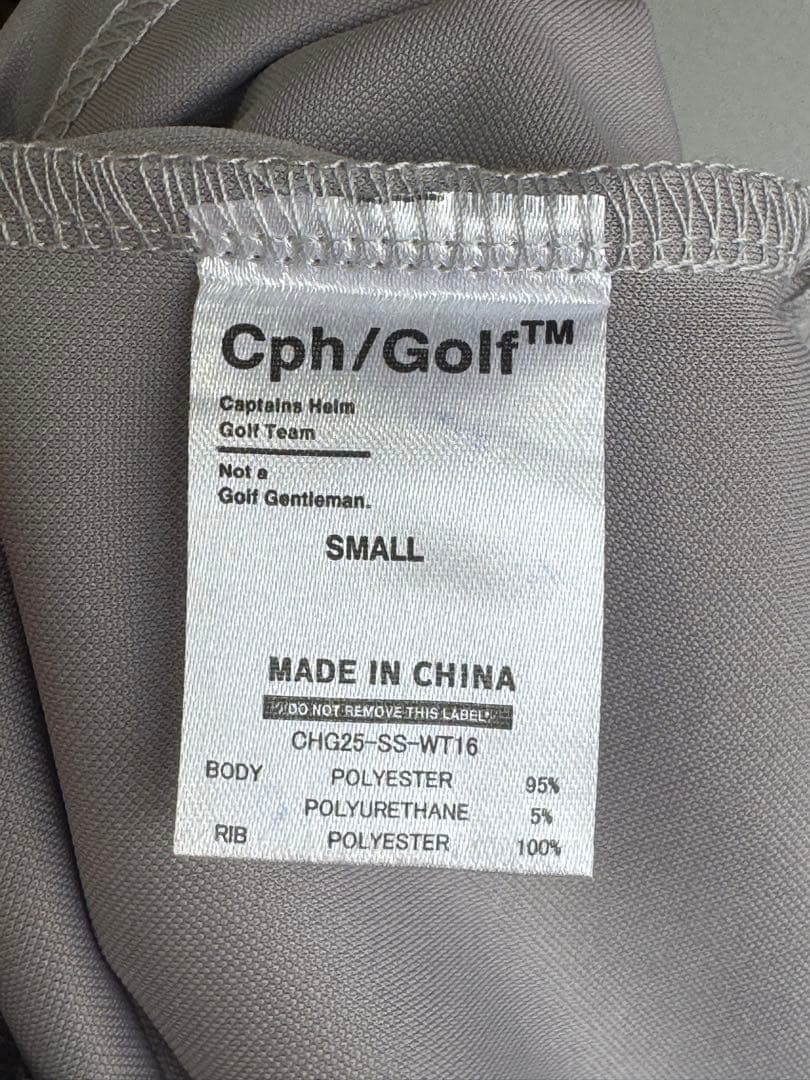 Cph/Golf™
Captains Helm
Golf Team
Not a
Golf Gentleman.
SMALL
MADE IN CHINA
DO NOT REMOVE THIS LABEL
CHG25-SS-WT16
BODY POLYESTER 95%
POLYURETHANE 5%
RIB POLYESTER 100%